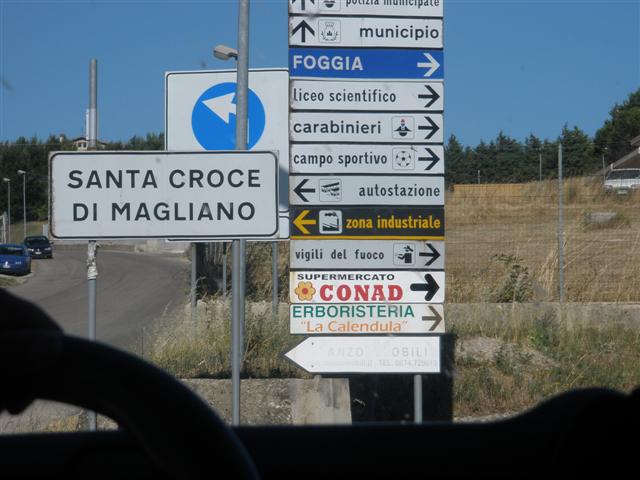 polizia municipale
municipio
FOGGIA
liceo scientifico
carabinieri
campo sportivo
autostazione
zona industriale
vigili del fuoco
SUPERMERCATO
CONAD
ERBORISTERIA
"La Calendula"
SANTA CROCE
DI MAGLIANO